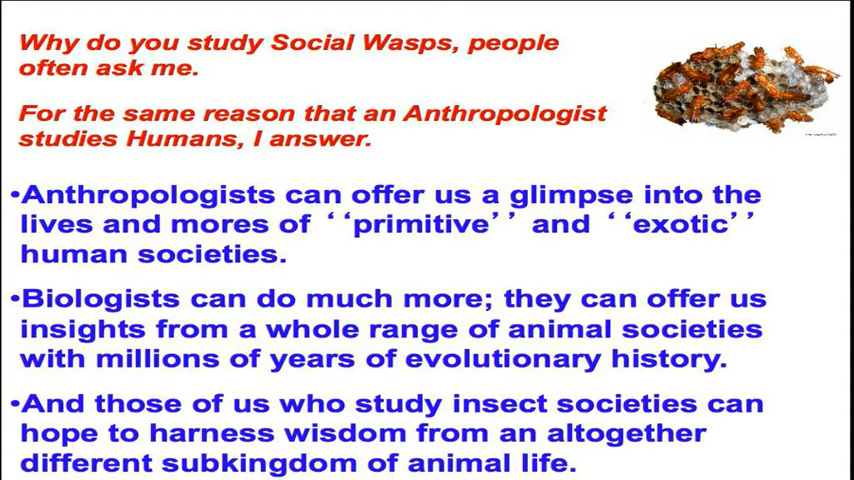 Why do you study Social Wasps, people
often ask me.
For the same reason that an Anthropologist
studies Humans, I answer.
•Anthropologists can offer us a glimpse into the
lives and mores of ‘‘primitive’’ and ‘‘exotic’’
human societies.
•Biologists can do much more; they can offer us
insights from a whole range of animal societies
with millions of years of evolutionary history.
•And those of us who study insect societies can
hope to harness wisdom from an altogether
different subkingdom of animal life.